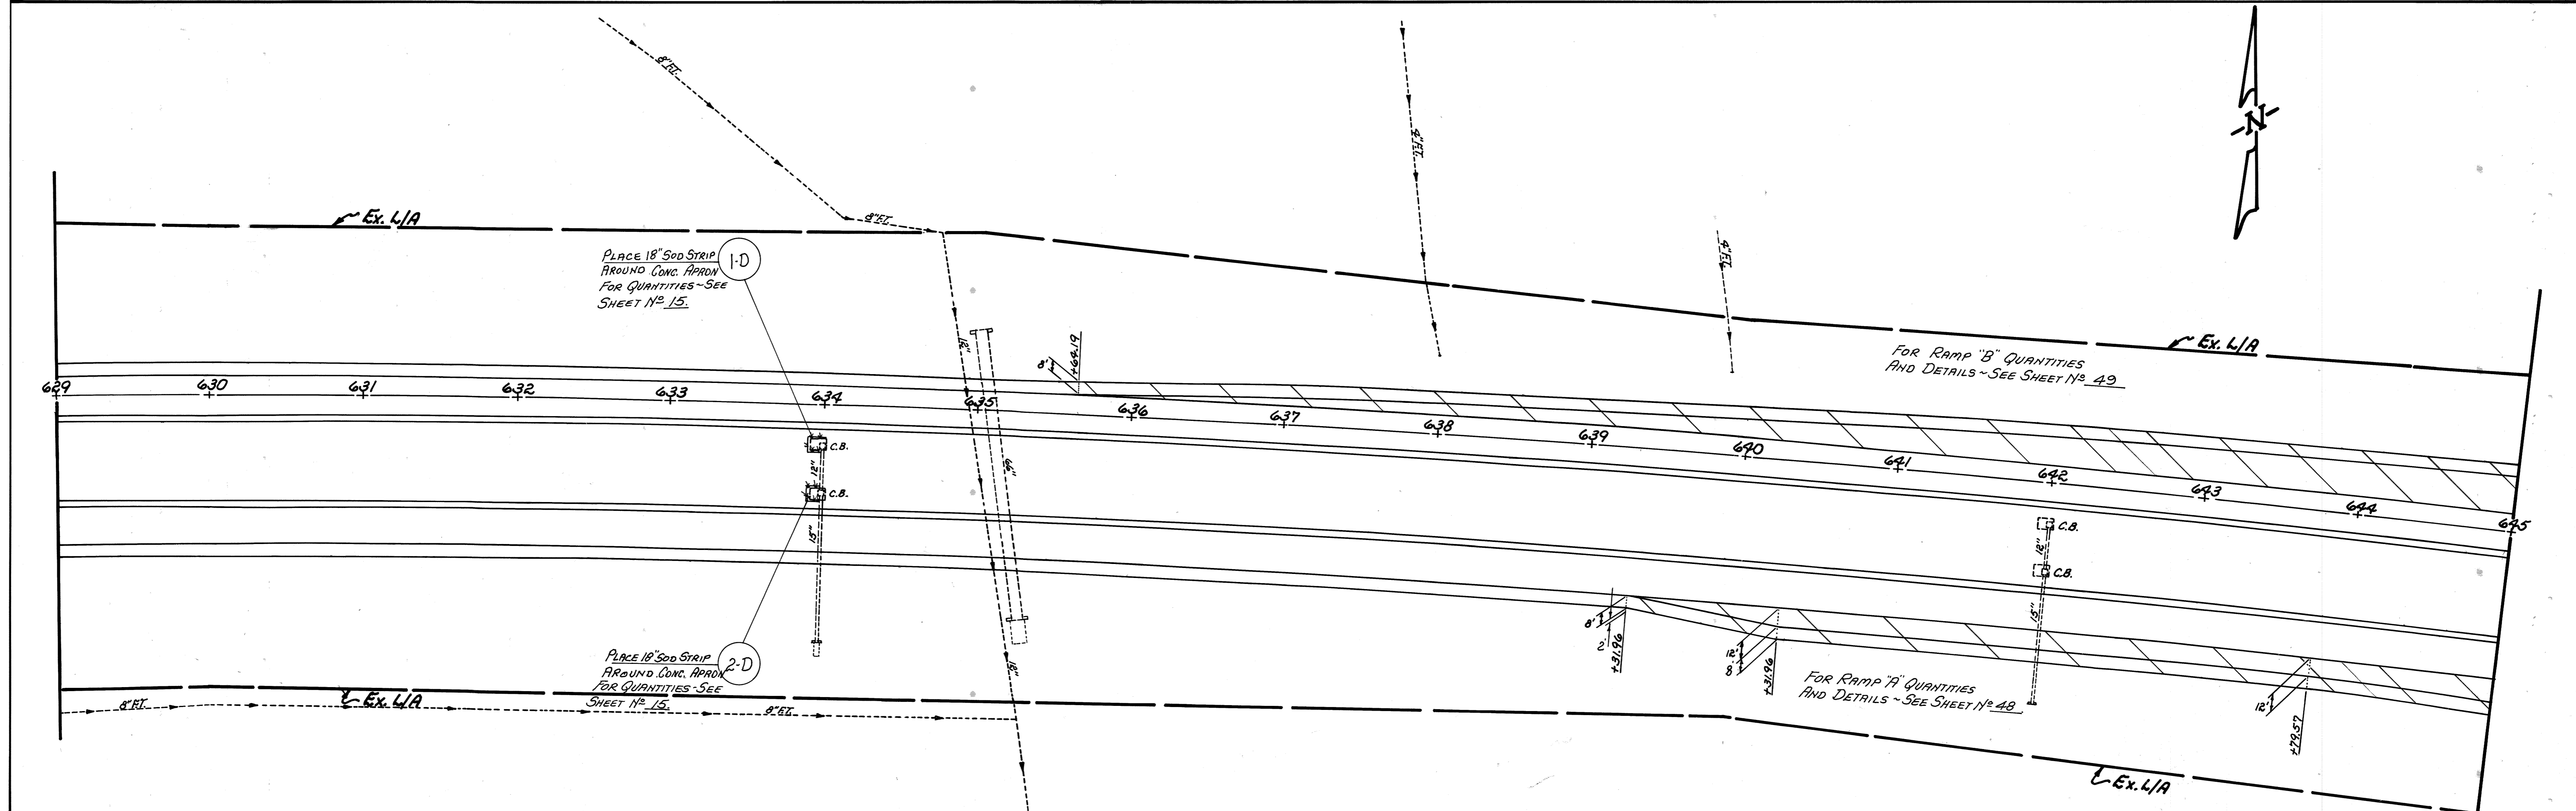 8" F.T.
4" F.T.
-N-
Ex. L/A
8" F.T.
PLACE 18" SOD STRIP
AROUND CONC. APRON
FOR QUANTITIES ~ SEE
SHEET Nº 15.
1-D
4" F.T.
12"
8'
+64.19
FOR RAMP "B" QUANTITIES
AND DETAILS ~ SEE SHEET Nº 49
Ex. L/A
629
630
631
632
633
634
635
636
637
638
639
640
641
642
643
644
645
C.B.
12"
C.B.
15"
66"
C.B.
12"
C.B.
15"
8'
2'
+31.96
12'
8'
+31.96
12'
+79.57
PLACE 18" SOD STRIP
AROUND CONC. APRON
FOR QUANTITIES - SEE
SHEET Nº 15.
2-D
12"
FOR RAMP "A" QUANTITIES
AND DETAILS ~ SEE SHEET Nº 48
8" F.T.
Ex. L/A
8" F.T.
Ex. L/A